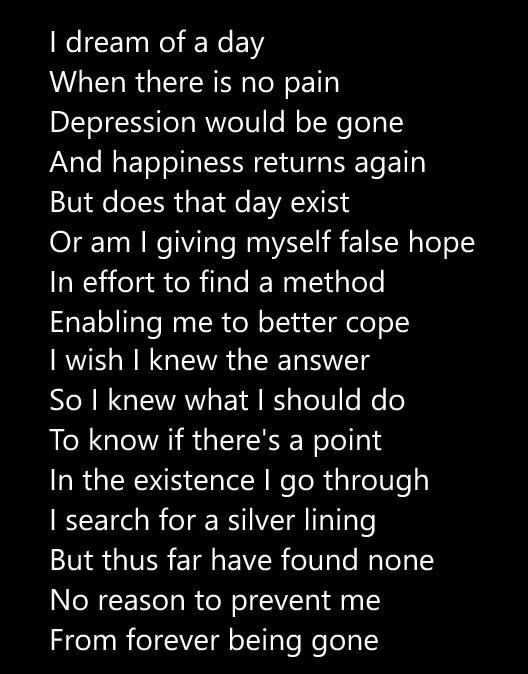 I dream of a day
When there is no pain
Depression would be gone
And happiness returns again
But does that day exist
Or am I giving myself false hope
In effort to find a method
Enabling me to better cope
I wish I knew the answer
So I knew what I should do
To know if there's a point
In the existence I go through
I search for a silver lining
But thus far have found none
No reason to prevent me
From forever being gone